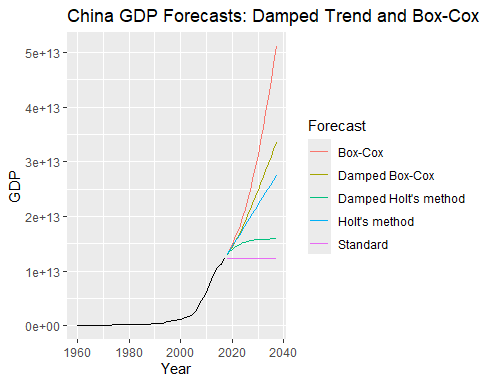 China GDP Forecasts: Damped Trend and Box-Cox
GDP
5e+13
4e+13
3e+13
2e+13
1e+13
0e+00
1960
1980
2000
2020
2040
Year
Forecast
Box-Cox
Damped Box-Cox
Damped Holt's method
Holt's method
Standard